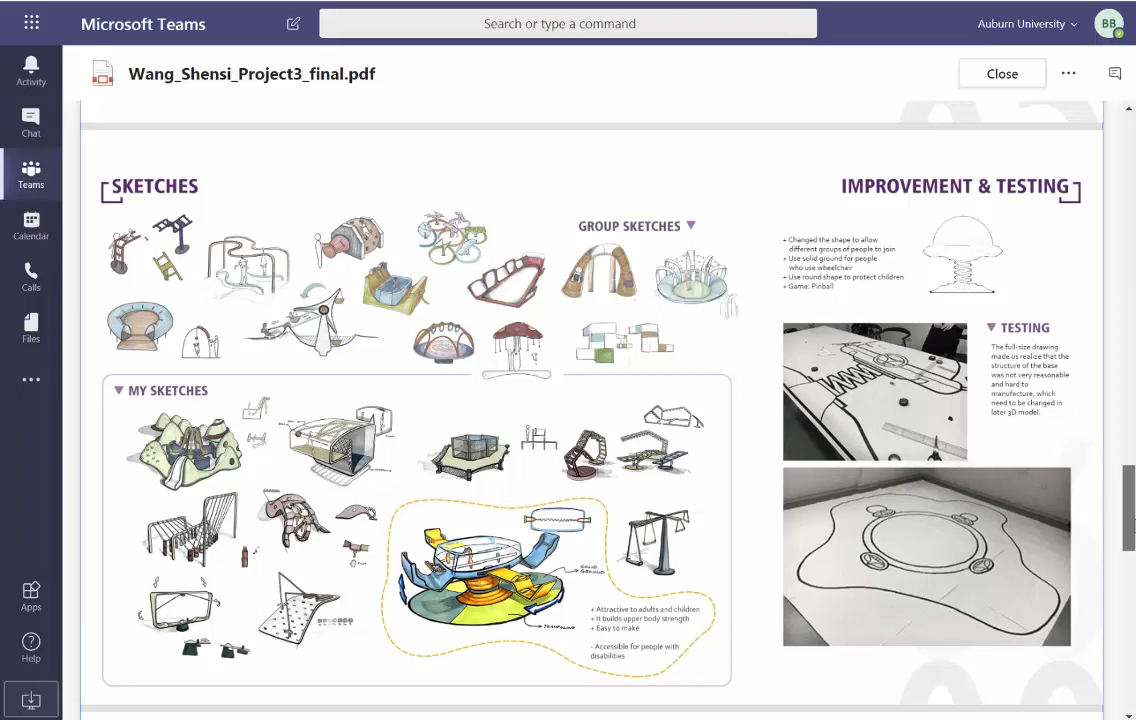 Microsoft Teams
Search or type a command
Auburn University
BB
Activity
Chat
Teams
Calendar
Calls
Files
Apps
Help
Wang_Shensi_Project3_final.pdf
Close
SKETCHES
GROUP SKETCHES
MY SKETCHES
SOLID
GROUND
TRAMPOLINE
+ Attractive to adults and children
+ It builds upper body strength
+ Easy to make
- Accessible for people with
disabilities
IMPROVEMENT & TESTING
+ Changed the shape to allow
different groups of people to join
+ Use solid ground for people
who use wheelchair
+ Use round shape to protect children
+ Game: Pinball
TESTING
The full-size drawing
made us realize that the
structure of the base
was not very reasonable
and hard to
manufacture, which
need to be changed in
later 3D model.